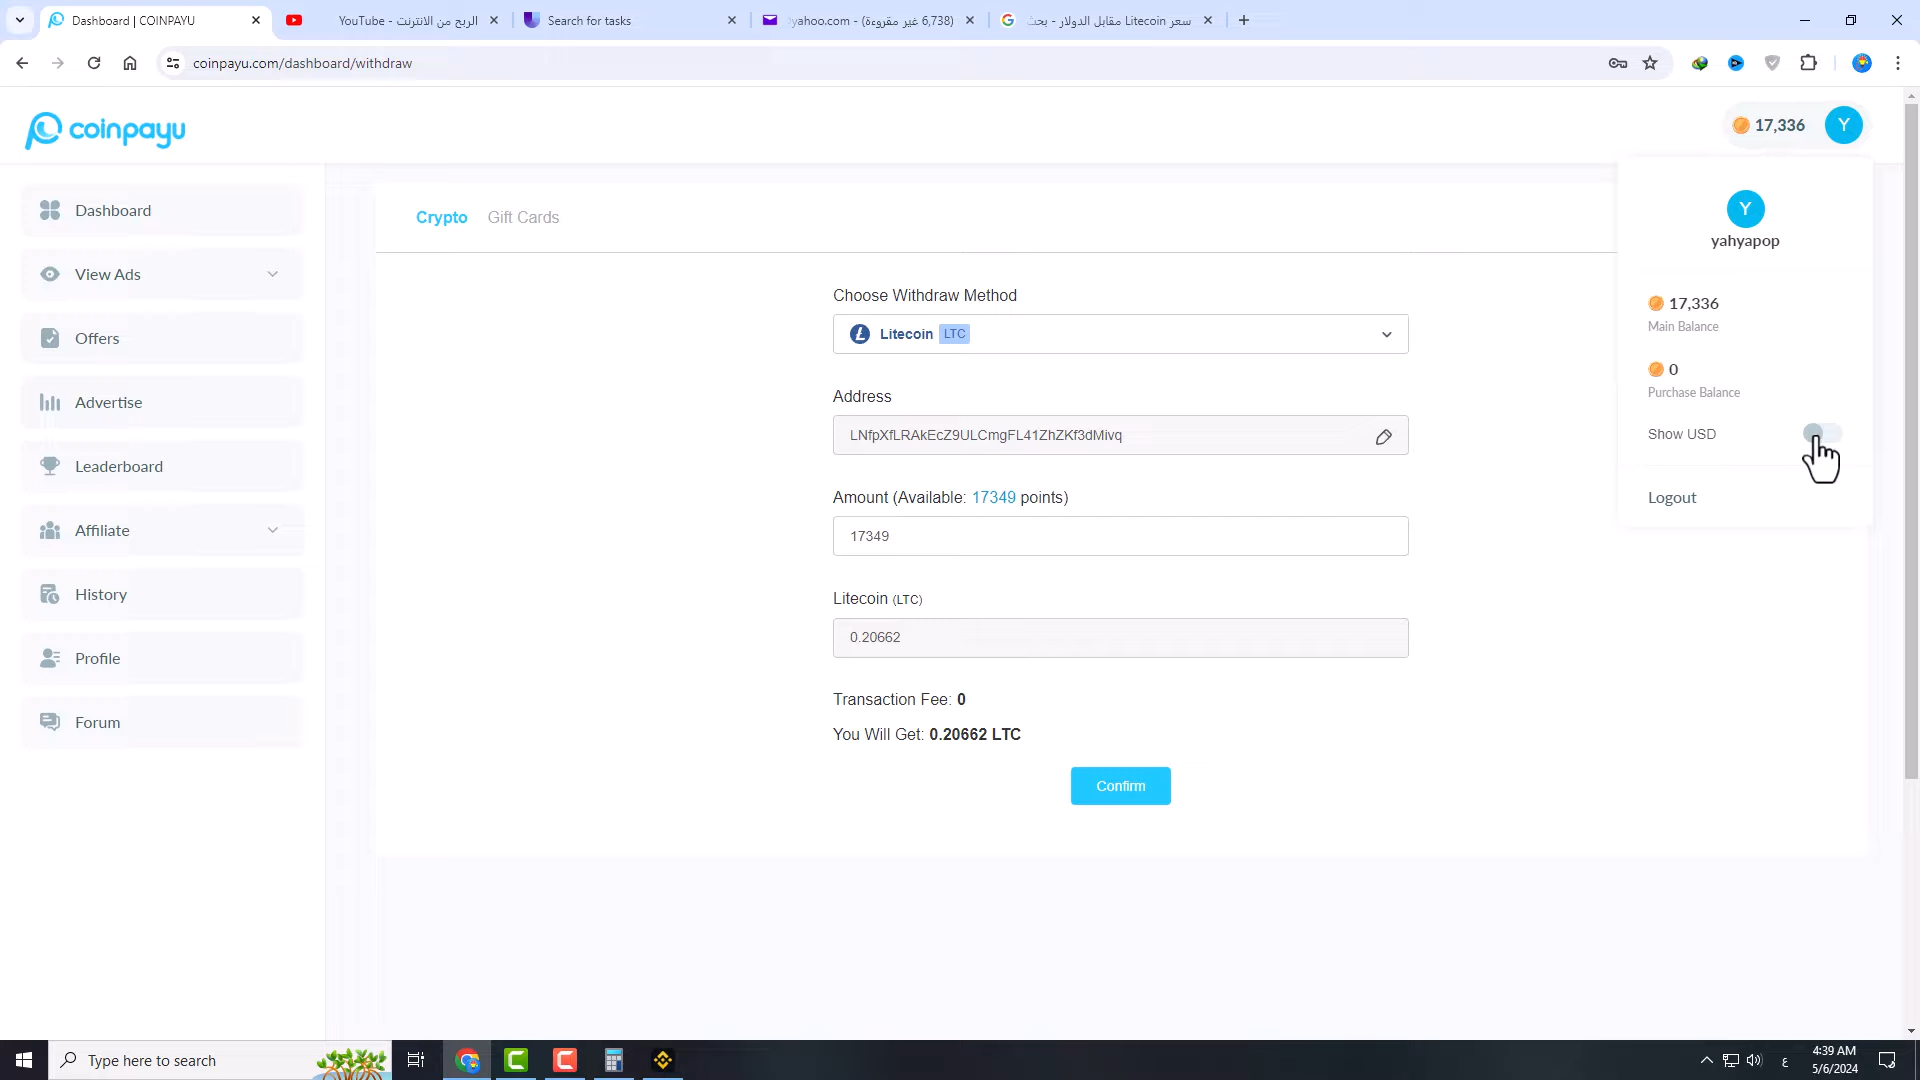 Dashboard | COINPAYU
الربح من الانترنت - YouTube
Search for tasks
yahoo.com - (6,738 غير مقروءة)
سعر Litecoin مقابل الدولار - بحث
coinpayu.com/dashboard/withdraw
coinpayu
17,336
Y
Dashboard
View Ads
Offers
Advertise
Leaderboard
Affiliate
History
Profile
Forum
Crypto Gift Cards
Choose Withdraw Method
Litecoin LTC
Address
LNfpXfLRAkEcZ9ULCmgFL41ZhZKf3dMivq
Amount (Available: 17349 points)
17349
Litecoin (LTC)
0.20662
Transaction Fee: 0
You Will Get: 0.20662 LTC
Confirm
Y
yahyapop
17,336
Main Balance
0
Purchase Balance
Show USD
Logout
Type here to search
ع
4:39 AM
5/6/2024